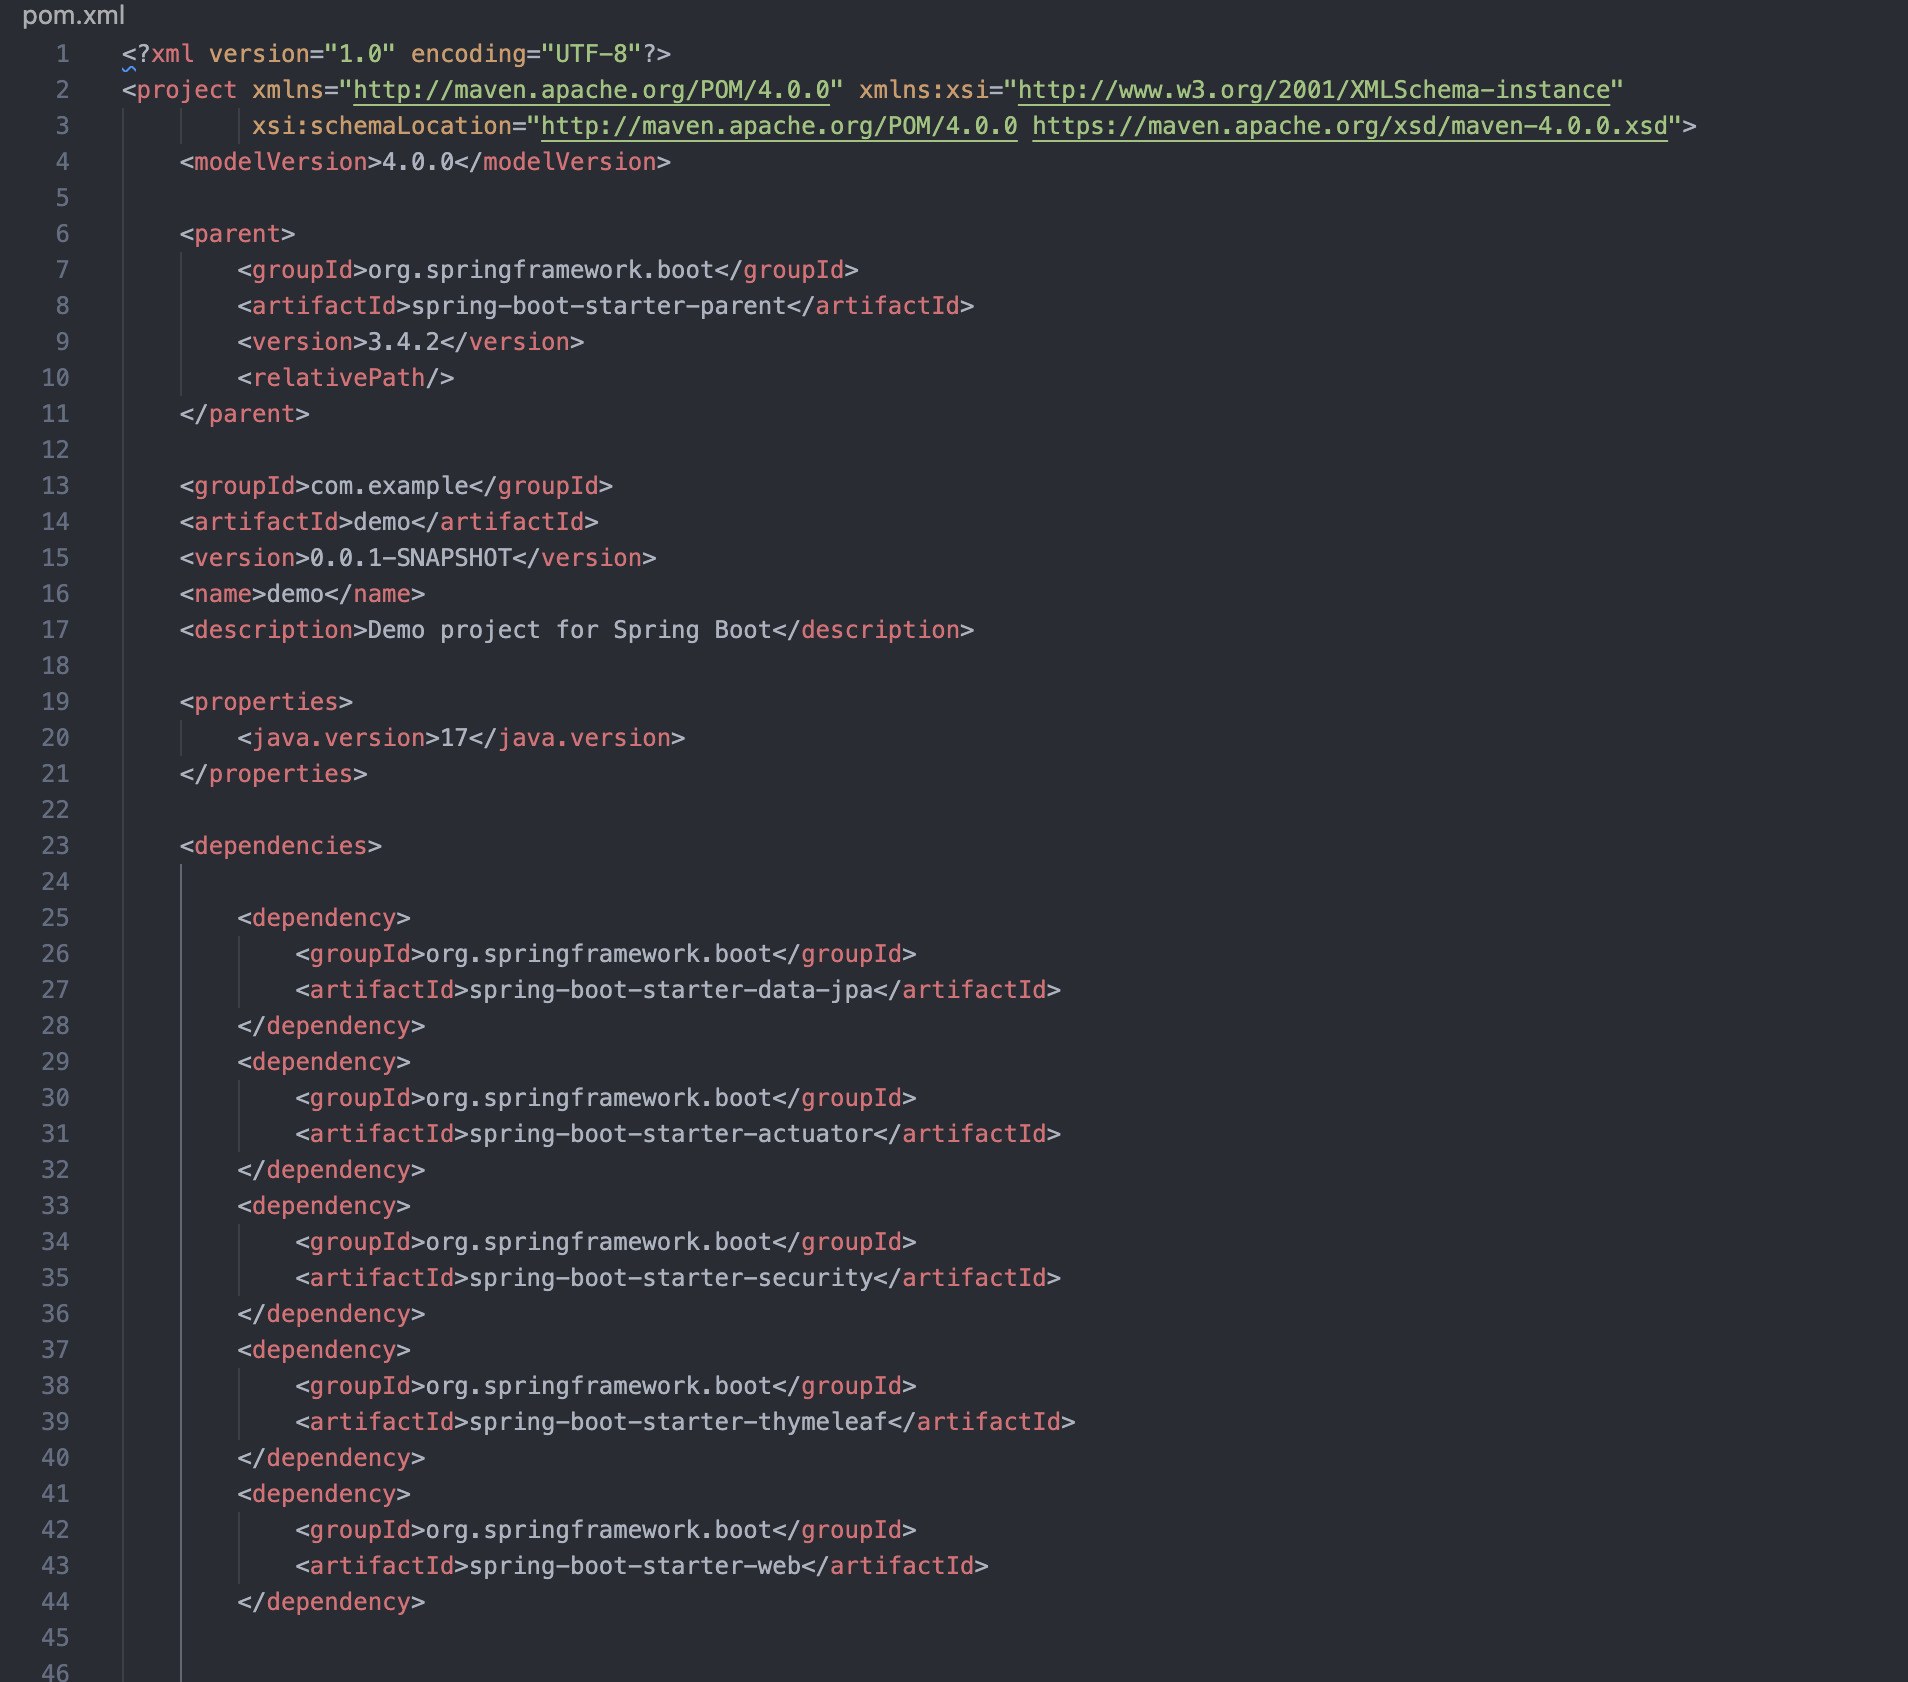 pom.xml
1 <?xml version="1.0" encoding="UTF-8"?>
2 <project xmlns="http://maven.apache.org/POM/4.0.0" xmlns:xsi="http://www.w3.org/2001/XMLSchema-instance"
3 xsi:schemaLocation="http://maven.apache.org/POM/4.0.0 https://maven.apache.org/xsd/maven-4.0.0.xsd">
4 <modelVersion>4.0.0</modelVersion>
5
6 <parent>
7 <groupId>org.springframework.boot</groupId>
8 <artifactId>spring-boot-starter-parent</artifactId>
9 <version>3.4.2</version>
10 <relativePath/>
11 </parent>
12
13 <groupId>com.example</groupId>
14 <artifactId>demo</artifactId>
15 <version>0.0.1-SNAPSHOT</version>
16 <name>demo</name>
17 <description>Demo project for Spring Boot</description>
18
19 <properties>
20 <java.version>17</java.version>
21 </properties>
22
23 <dependencies>
24
25 <dependency>
26 <groupId>org.springframework.boot</groupId>
27 <artifactId>spring-boot-starter-data-jpa</artifactId>
28 </dependency>
29 <dependency>
30 <groupId>org.springframework.boot</groupId>
31 <artifactId>spring-boot-starter-actuator</artifactId>
32 </dependency>
33 <dependency>
34 <groupId>org.springframework.boot</groupId>
35 <artifactId>spring-boot-starter-security</artifactId>
36 </dependency>
37 <dependency>
38 <groupId>org.springframework.boot</groupId>
39 <artifactId>spring-boot-starter-thymeleaf</artifactId>
40 </dependency>
41 <dependency>
42 <groupId>org.springframework.boot</groupId>
43 <artifactId>spring-boot-starter-web</artifactId>
44 </dependency>
45
46